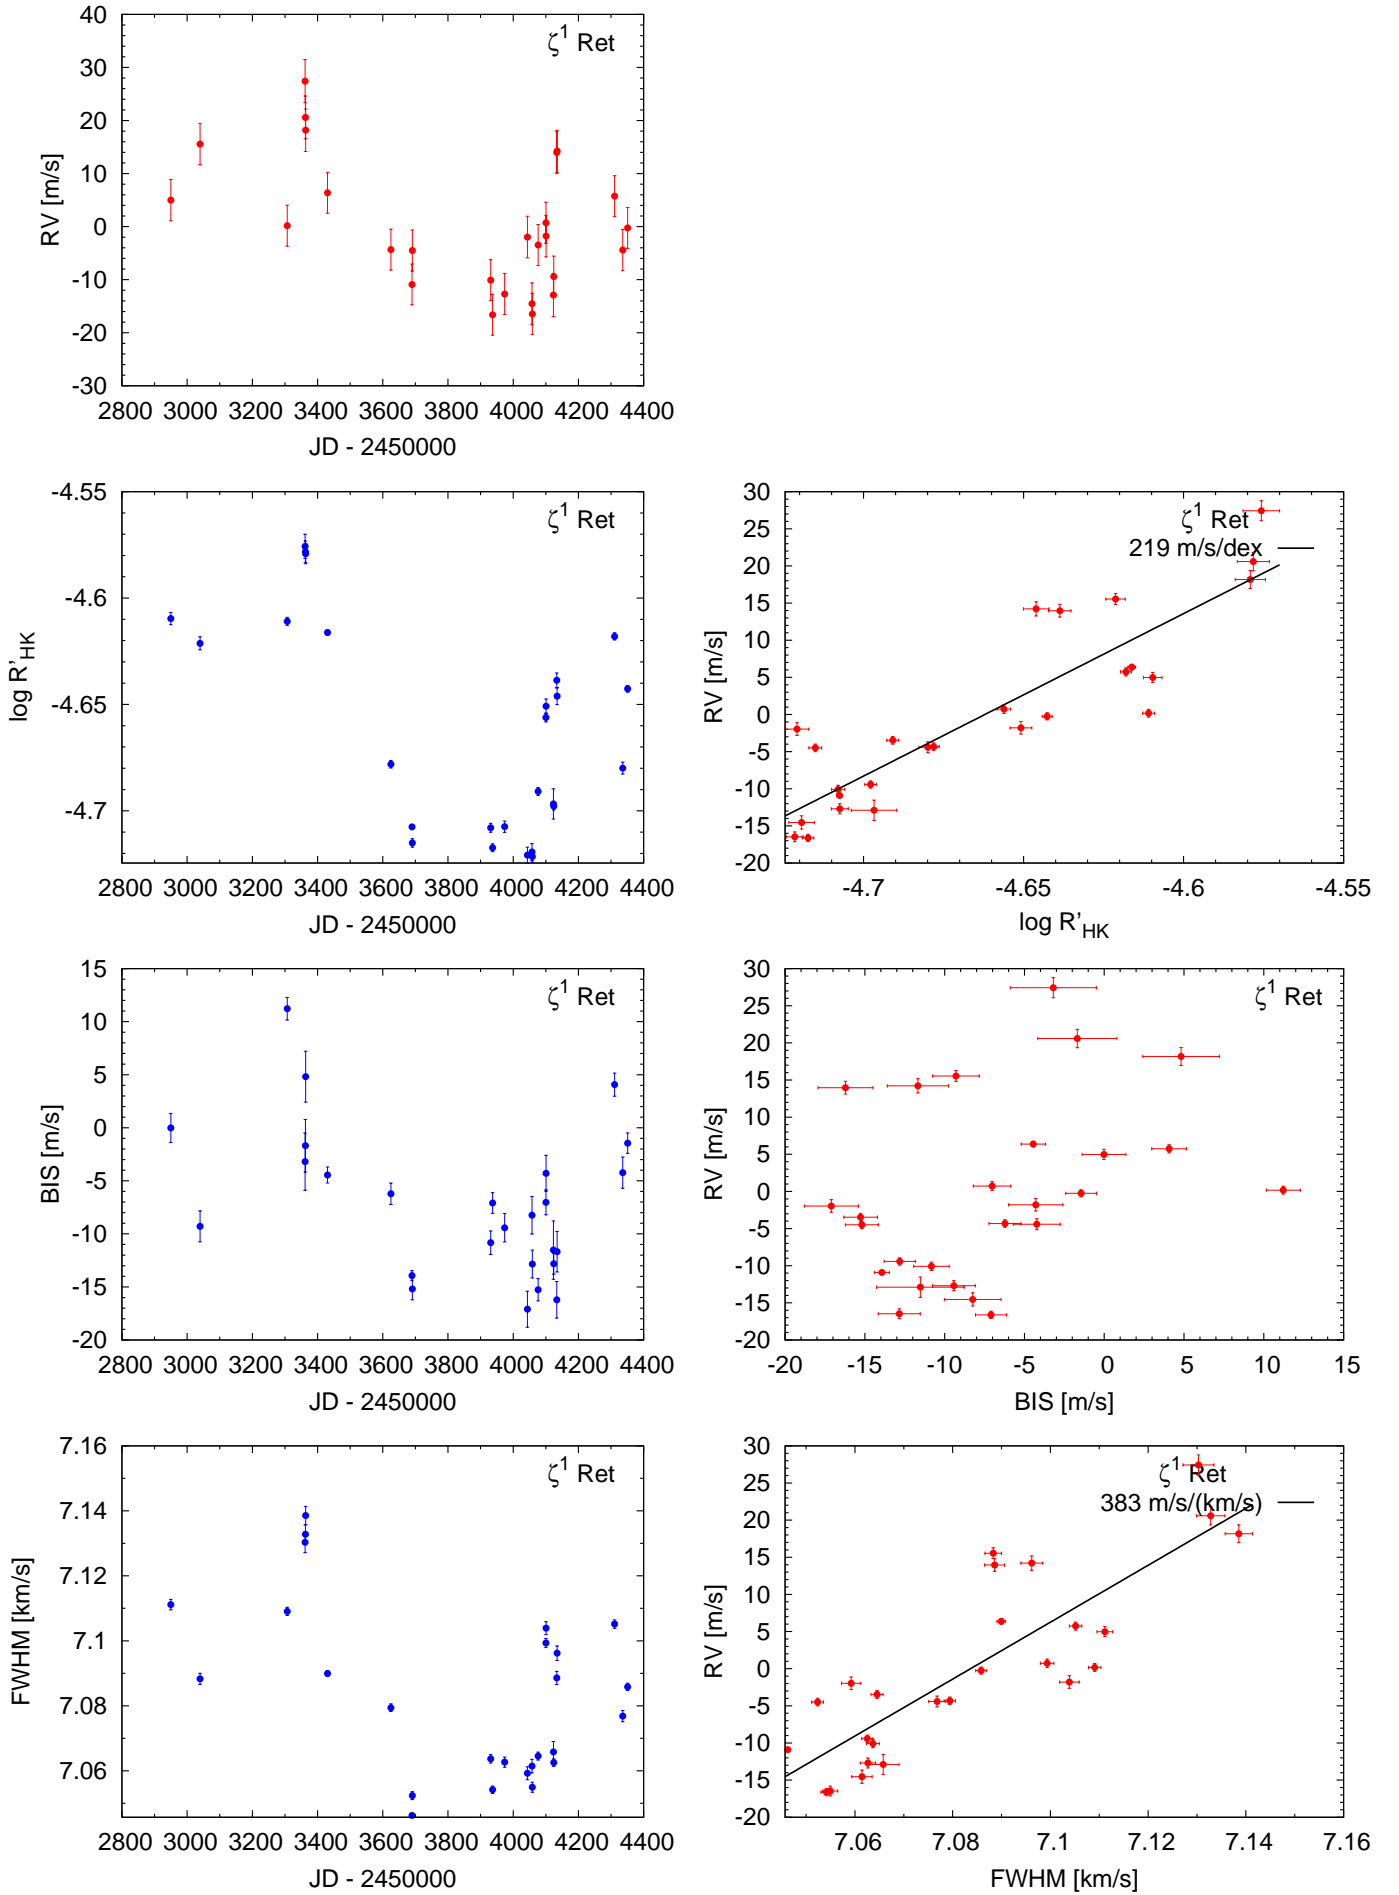 40
30
20
10
0
-10
-20
-30
RV [m/s]
ζ¹ Ret
2800 3000 3200 3400 3600 3800 4000 4200 4400
JD - 2450000
-4.55
-4.6
-4.65
-4.7
log R'HK
ζ¹ Ret
2800 3000 3200 3400 3600 3800 4000 4200 4400
JD - 2450000
30
25
20
15
10
5
0
-5
-10
-15
-20
RV [m/s]
ζ¹ Ret
219 m/s/dex
-4.7 -4.65 -4.6 -4.55
log R'HK
15
10
5
0
-5
-10
-15
-20
BIS [m/s]
ζ¹ Ret
2800 3000 3200 3400 3600 3800 4000 4200 4400
JD - 2450000
30
25
20
15
10
5
0
-5
-10
-15
-20
RV [m/s]
ζ¹ Ret
-20 -15 -10 -5 0 5 10 15
BIS [m/s]
7.16
7.14
7.12
7.1
7.08
7.06
FWHM [km/s]
ζ¹ Ret
2800 3000 3200 3400 3600 3800 4000 4200 4400
JD - 2450000
30
25
20
15
10
5
0
-5
-10
-15
-20
RV [m/s]
ζ¹ Ret
383 m/s/(km/s)
7.06 7.08 7.1 7.12 7.14 7.16
FWHM [km/s]